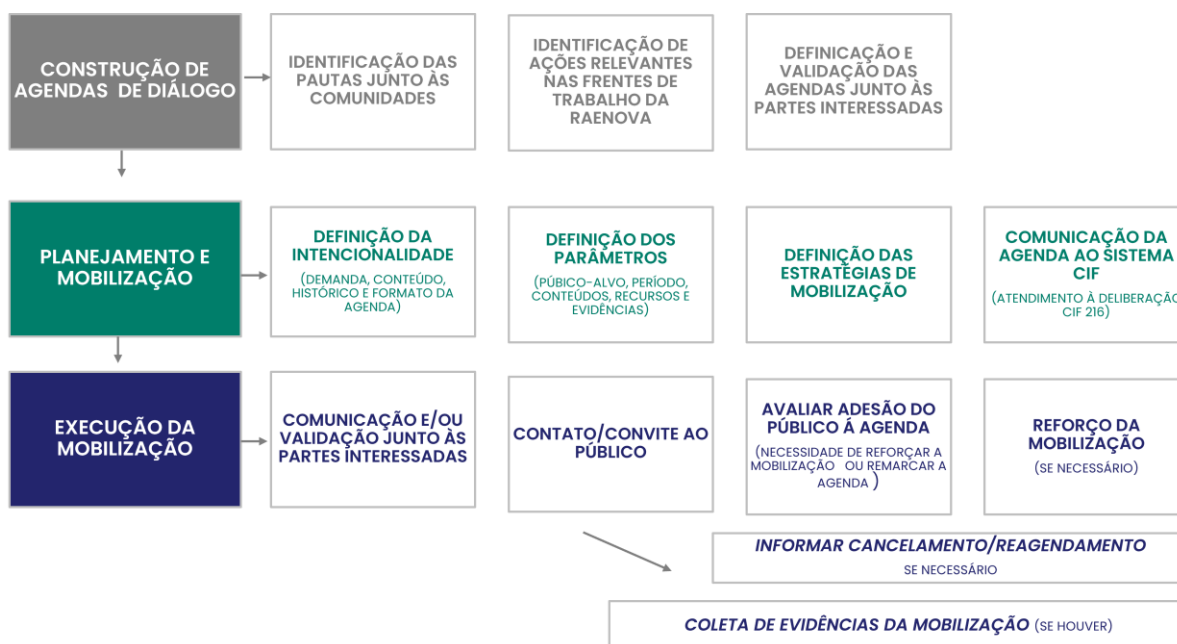 CONSTRUÇÃO DE
AGENDAS DE DIÁLOGO
IDENTIFICAÇÃO DAS
PAUTAS JUNTO ÀS
COMUNIDADES
IDENTIFICAÇÃO DE
AÇÕES RELEVANTES
NAS FRENTES DE
TRABALHO DA
RAENOVA
DEFINICAÇÃO E
VALIDAÇÃO DAS
AGENDAS JUNTO ÀS
PARTES INTERESSADAS
PLANEJAMENTO E
MOBILIZAÇÃO
DEFINIÇÃO DA
INTENCIONALIDADE
(DEMANDA, CONTEÚDO,
HISTÓRICO E FORMATO DA
AGENDA)
DEFINIÇÃO DOS
PARÂMETROS
(PÚBICO-ALVO, PERÍODO,
CONTEÚDOS, RECURSOS E
EVIDÊNCIAS)
DEFINIÇÃO DAS
ESTRATÉGIAS DE
MOBILIZAÇÃO
COMUNICAÇÃO DA
AGENDA AO SISTEMA
CIF
(ATENDIMENTO À DELIBERAÇÃO
CIF 216)
EXECUÇÃO DA
MOBILIZAÇÃO
COMUNICAÇÃO E/OU
VALIDAÇÃO JUNTO ÀS
PARTES INTERESSADAS
CONTATO/CONVITE AO
PÚBLICO
AVALIAR ADESÃO DO
PÚBLICO Á AGENDA
(NECESSIDADE DE REFORÇAR A
MOBILIZAÇÃO OU REMARCAR A
AGENDA )
REFORÇO DA
MOBILIZAÇÃO
(SE NECESSÁRIO)
INFORMAR CANCELAMENTO/REAGENDAMENTO
SE NECESSÁRIO
COLETA DE EVIDÊNCIAS DA MOBILIZAÇÃO (SE HOUVER)